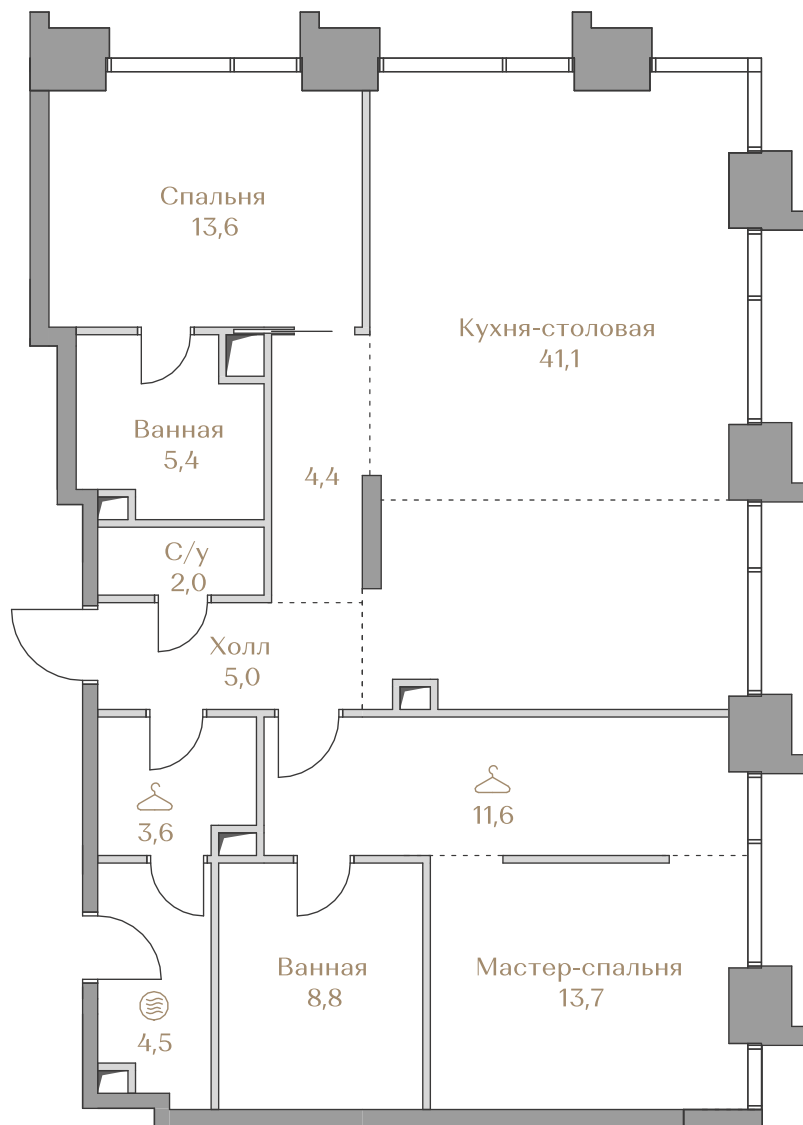 Спальня
13,6
Кухня-столовая
41,1
Ванная
5,4
4,4
С/у
2,0
Холл
5,0
3,6
11,6
Ванная
8,8
Мастер-спальня
13,7
4,5